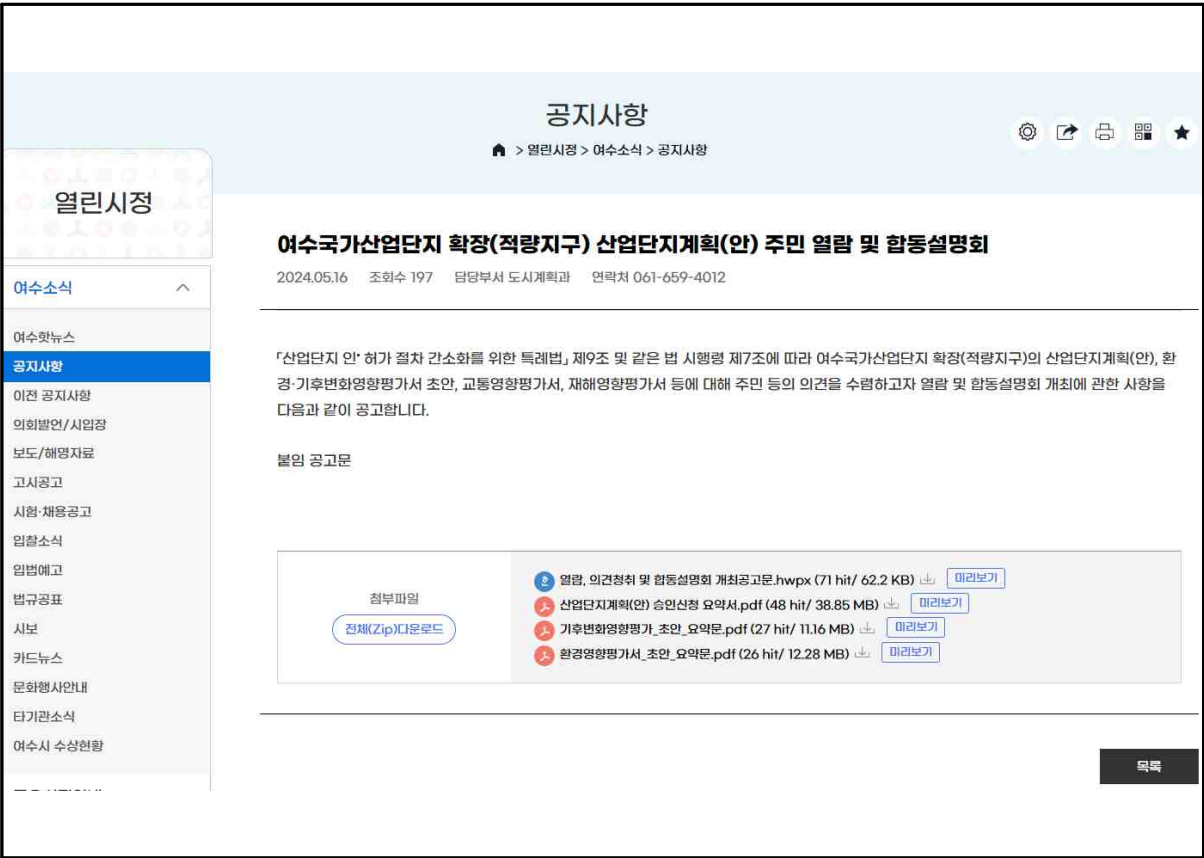 공지사항
> 열린시정 > 여수소식 > 공지사항
열린시정
여수소식
여수핫뉴스
공지사항
이전 공지사항
의회발언/시입장
보도/해명자료
고시공고
시험·채용공고
입찰소식
입법예고
법규공표
시보
카드뉴스
문화행사안내
타기관소식
여수시 수상현황
여수국가산업단지 확장(적량지구) 산업단지계획(안) 주민 열람 및 합동설명회
2024.05.16 조회수 197 담당부서 도시계획과 연락처 061-659-4012
「산업단지 인·허가 절차 간소화를 위한 특례법」 제9조 및 같은 법 시행령 제7조에 따라 여수국가산업단지 확장(적량지구)의 산업단지계획(안), 환
경·기후변화영향평가서 초안, 교통영향평가서, 재해영향평가서 등에 대해 주민 등의 의견을 수렴하고자 열람 및 합동설명회 개최에 관한 사항을
다음과 같이 공고합니다.
붙임 공고문
첨부파일
전체(Zip)다운로드
열람, 의견청취 및 합동설명회 개최공고문.hwpx (71 hit/ 62.2 KB) 미리보기
산업단지계획(안) 승인신청 요약서.pdf (48 hit/ 38.85 MB) 미리보기
기후변화영향평가_초안_요약문.pdf (27 hit/ 11.16 MB) 미리보기
환경영향평가서_초안_요약문.pdf (26 hit/ 12.28 MB) 미리보기
목록